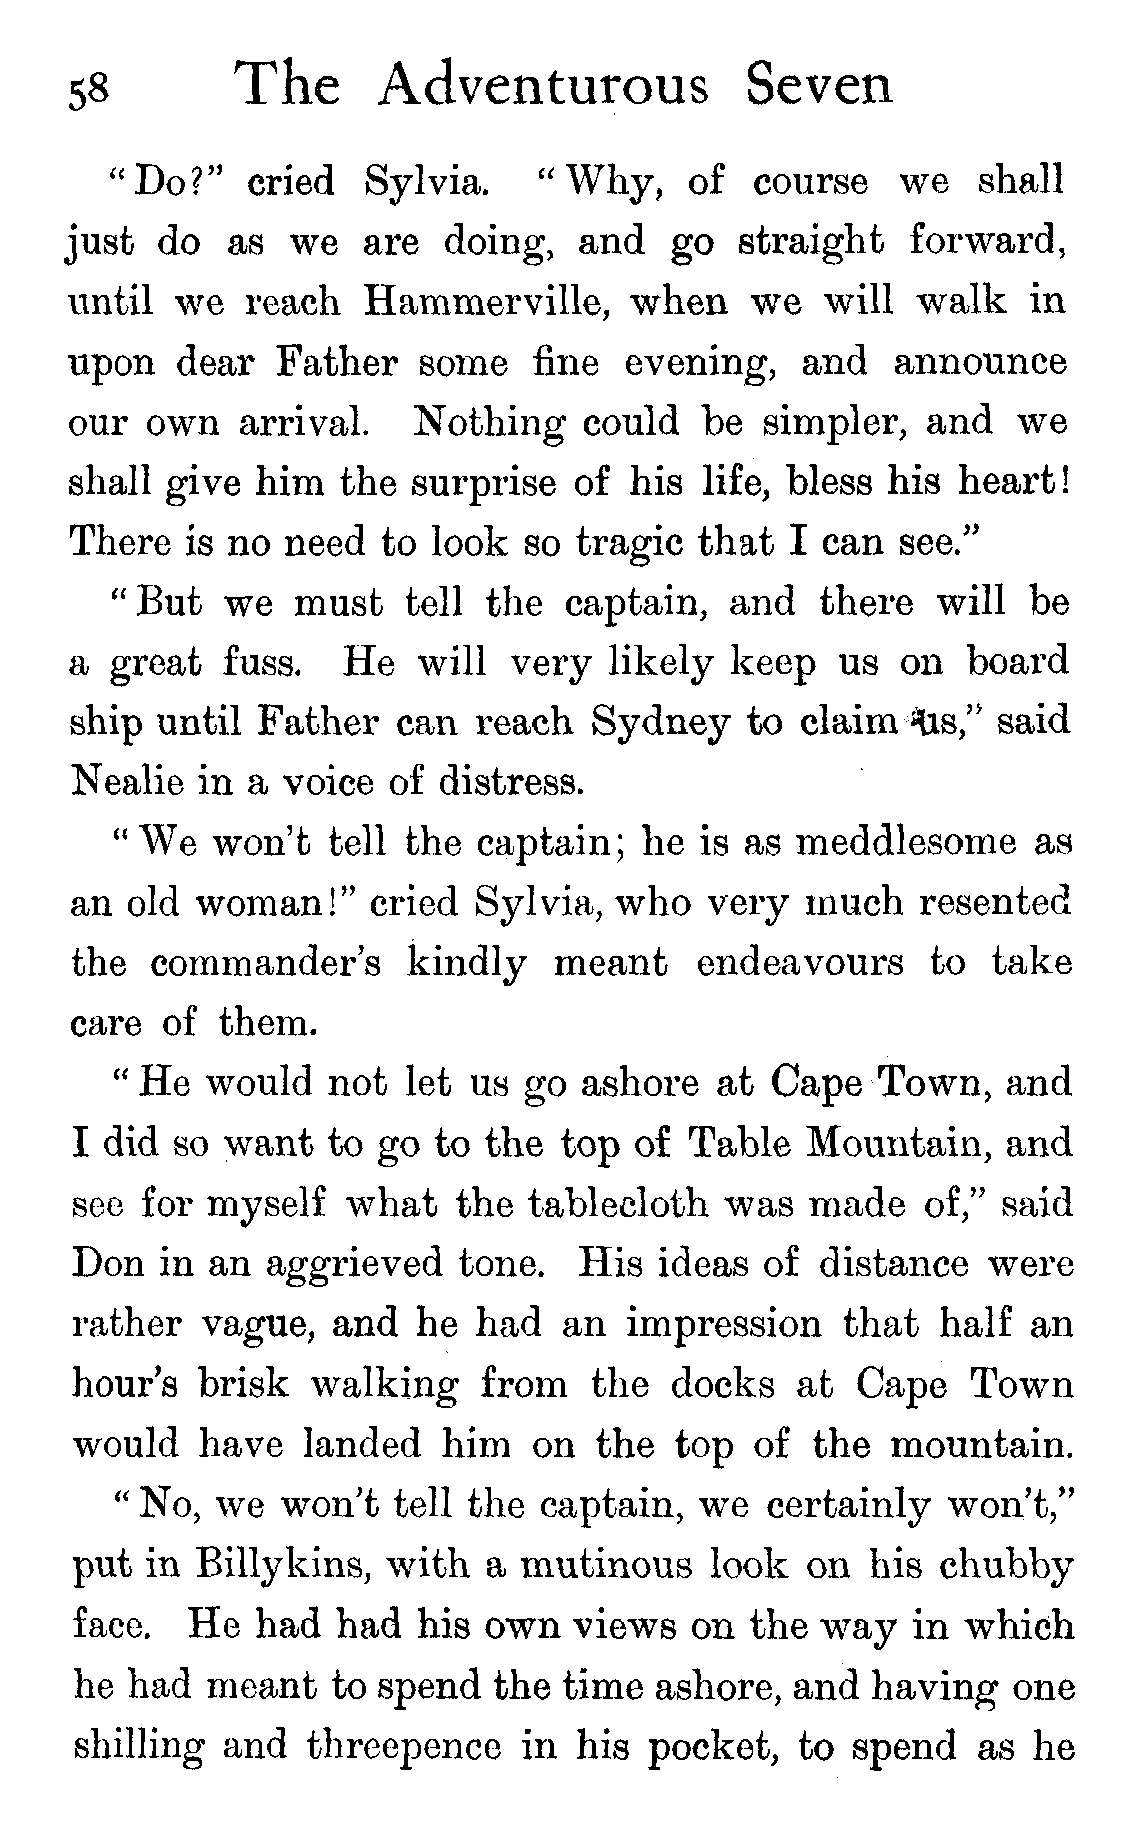 58 The Adventurous Seven
“Do?” cried Sylvia. “Why, of course we shall
just do as we are doing, and go straight forward,
until we reach Hammerville, when we will walk in
upon dear Father some fine evening, and announce
our own arrival. Nothing could be simpler, and we
shall give him the surprise of his life, bless his heart!
There is no need to look so tragic that I can see.”
“But we must tell the captain, and there will be
a great fuss. He will very likely keep us on board
ship until Father can reach Sydney to claim us,” said
Nealie in a voice of distress.
“We won’t tell the captain; he is as meddlesome as
an old woman!” cried Sylvia, who very much resented
the commander’s kindly meant endeavours to take
care of them.
“He would not let us go ashore at Cape Town, and
I did so want to go to the top of Table Mountain, and
see for myself what the tablecloth was made of,” said
Don in an aggrieved tone. His ideas of distance were
rather vague, and he had an impression that half an
hour’s brisk walking from the docks at Cape Town
would have landed him on the top of the mountain.
“No, we won’t tell the captain, we certainly won’t,”
put in Billykins, with a mutinous look on his chubby
face. He had had his own views on the way in which
he had meant to spend the time ashore, and having one
shilling and threepence in his pocket, to spend as he